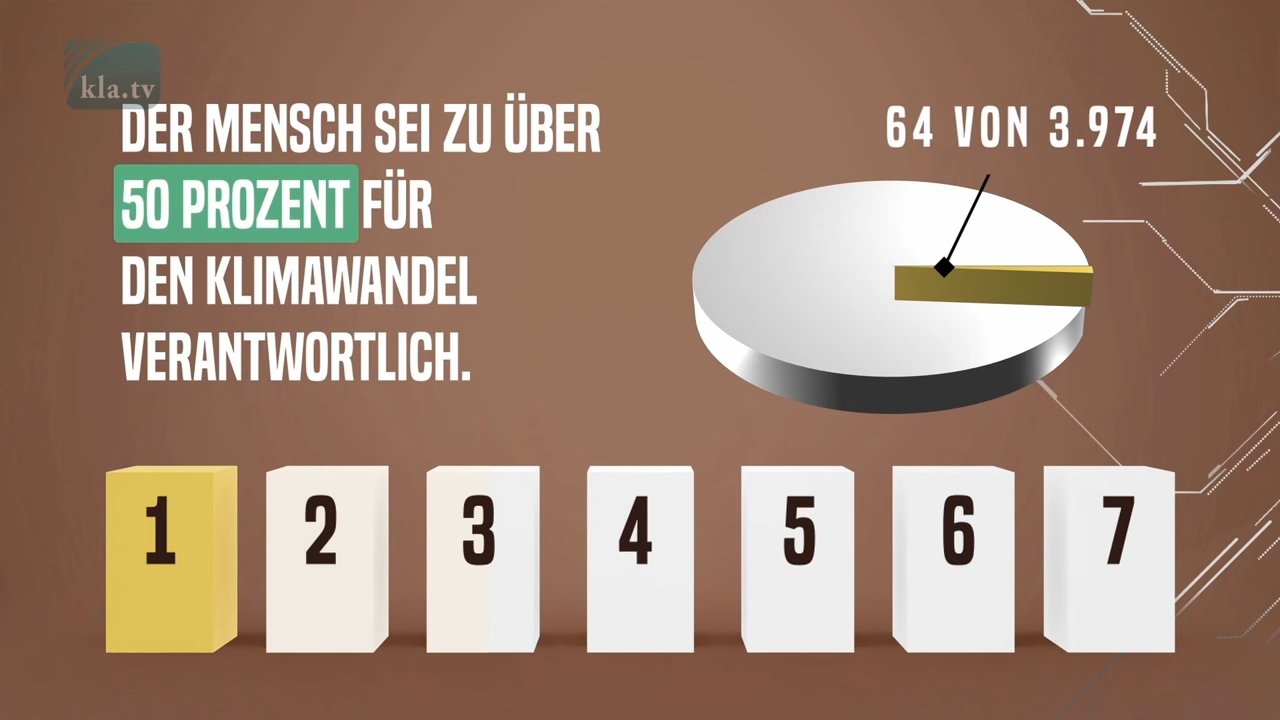 kla.tv
DER MENSCH SEI ZU ÜBER
50 PROZENT FÜR
DEN KLIMAWANDEL
VERANTWORTLICH.
64 VON 3.974
1 2 3 4 5 6 7